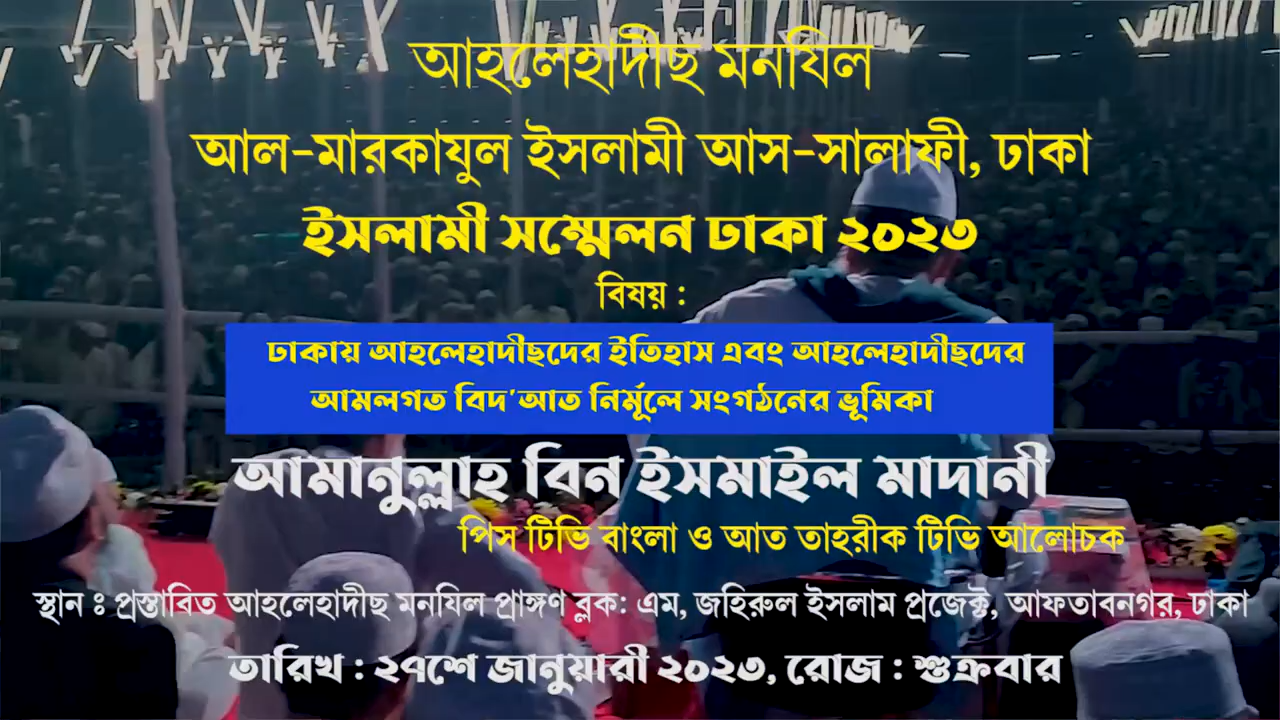 আহলেহাদীছ মনযিল
আল-মারকাযুল ইসলামী আস-সালাফী, ঢাকা
ইসলামী সম্মেলন ঢাকা ২০২৩
বিষয় :
ঢাকায় আহলেহাদীছদের ইতিহাস এবং আহলেহাদীছদের
আমলগত বিদ'আত নির্মূলে সংগঠনের ভূমিকা
আমানুল্লাহ বিন ইসমাইল মাদানী
পিস টিভি বাংলা ও আত তাহরীক টিভি আলোচক
স্থান ঃ প্রস্তাবিত আহলেহাদীছ মনযিল প্রাঙ্গণ ব্লক: এম, জহিরুল ইসলাম প্রজেক্ট, আফতাবনগর, ঢাকা
তারিখ : ২৭শে জানুয়ারী ২০২৩, রোজ : শুক্রবার